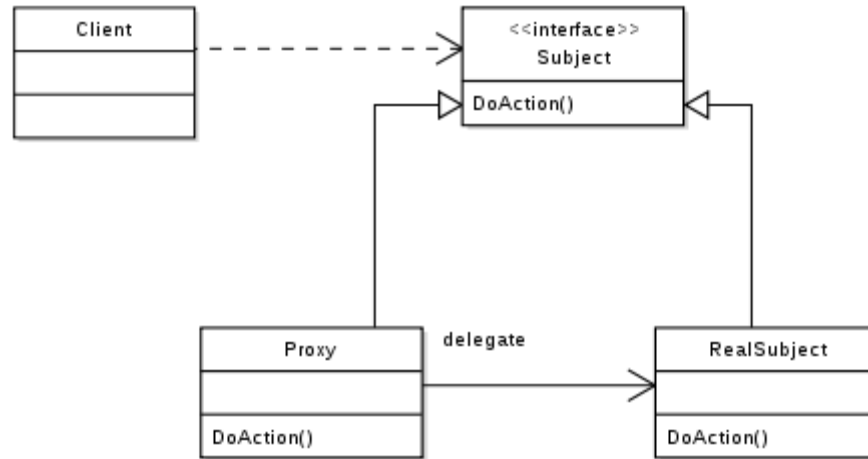 Client
<<interface>>
Subject
DoAction()
delegate
Proxy
DoAction()
RealSubject
DoAction()